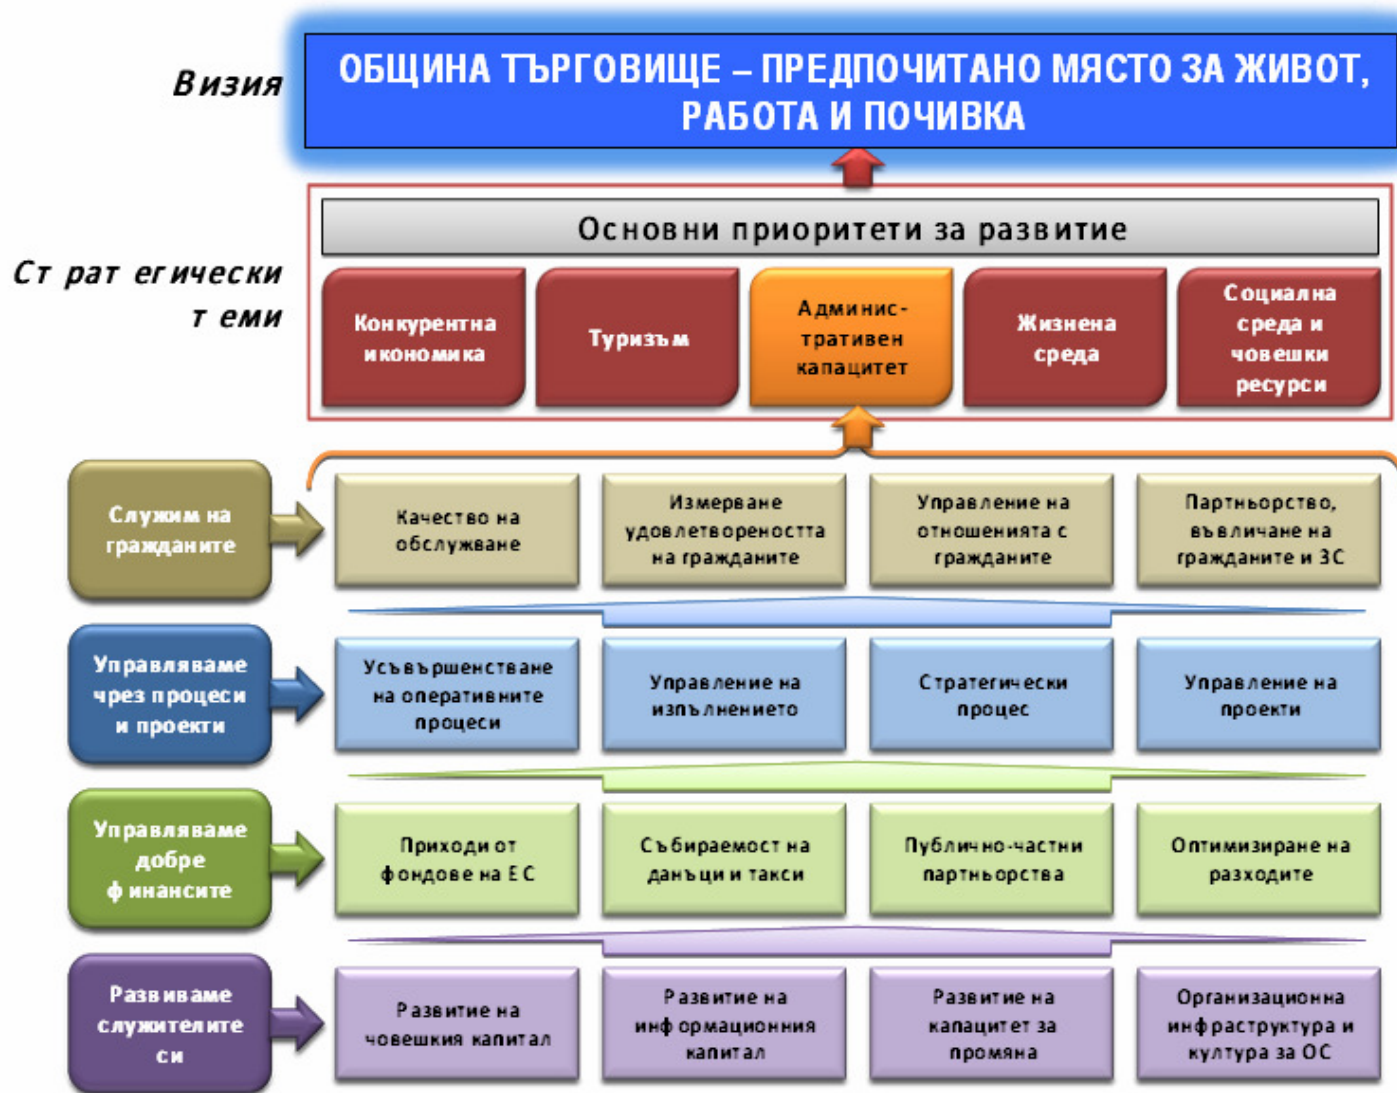 Визия
ОБЩИНА ТЪРГОВИЩЕ – ПРЕДПОЧИТАНО МЯСТО ЗА ЖИВОТ,
РАБОТА И ПОЧИВКА
Стратегически
теми
Основни приоритети за развитие
Конкурентна
икономика
Туризъм
Админис-
тративен
капацитет
Жизнена
среда
Социална
среда и
човешки
ресурси
Служим на
гражданите
Качество на
обслужване
Измерване
удовлетвореността
на гражданите
Управление на
отношенията с
гражданите
Партньорство,
въвличане на
гражданите и ЗС
Управляваме
чрез процеси
и проекти
Усъвършенстване
на оперативните
процеси
Управление на
изпълнението
Стратегически
процес
Управление на
проекти
Управляваме
добре
финансите
Приходи от
фондове на ЕС
Събираемост на
данъци и такси
Публично-частни
партньорства
Оптимизиране на
разходите
Развиваме
служителите
си
Развитие на
човешкия капитал
Развитие на
информационния
капитал
Развитие на
капацитет за
промяна
Организационна
инфраструктура и
култура за ОС